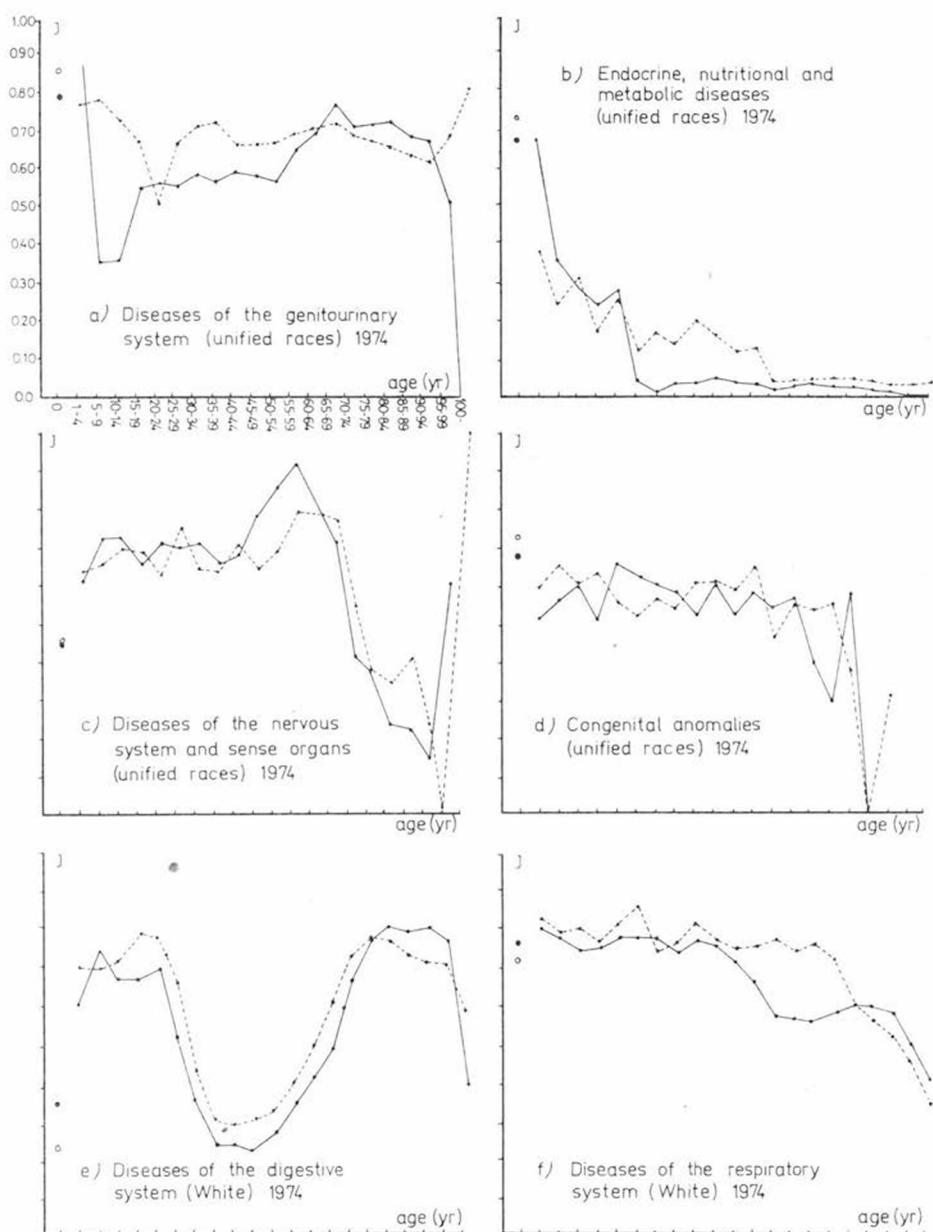 1.00
J
0.90
0.80
0.70
0.60
0.50
0.40
0.30
0.20
0.10
0.0
a) Diseases of the genitourinary
system (unified races) 1974
age (yr)
0
1-4
5-9
10-14
15-19
20-24
25-29
30-34
35-39
40-44
45-49
50-54
55-59
60-64
65-69
70-74
75-79
80-84
85-89
90-94
95-99
100-
J
b) Endocrine, nutritional and
metabolic diseases
(unified races) 1974
age (yr)
J
c) Diseases of the nervous
system and sense organs
(unified races) 1974
age (yr)
J
d) Congenital anomalies
(unified races) 1974
age (yr)
J
e) Diseases of the digestive
system (White) 1974
age (yr)
J
f) Diseases of the respiratory
system (White) 1974
age (yr)